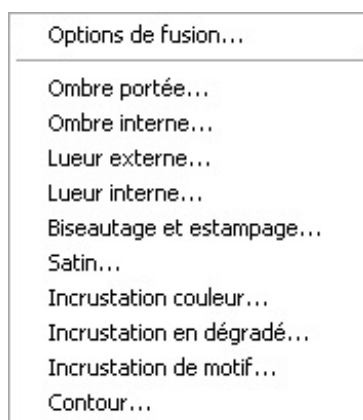 Options de fusion...
Ombre portée...
Ombre interne...
Lueur externe...
Lueur interne...
Biseautage et estampage...
Satin...
Incrustation couleur...
Incrustation en dégradé...
Incrustation de motif...
Contour...